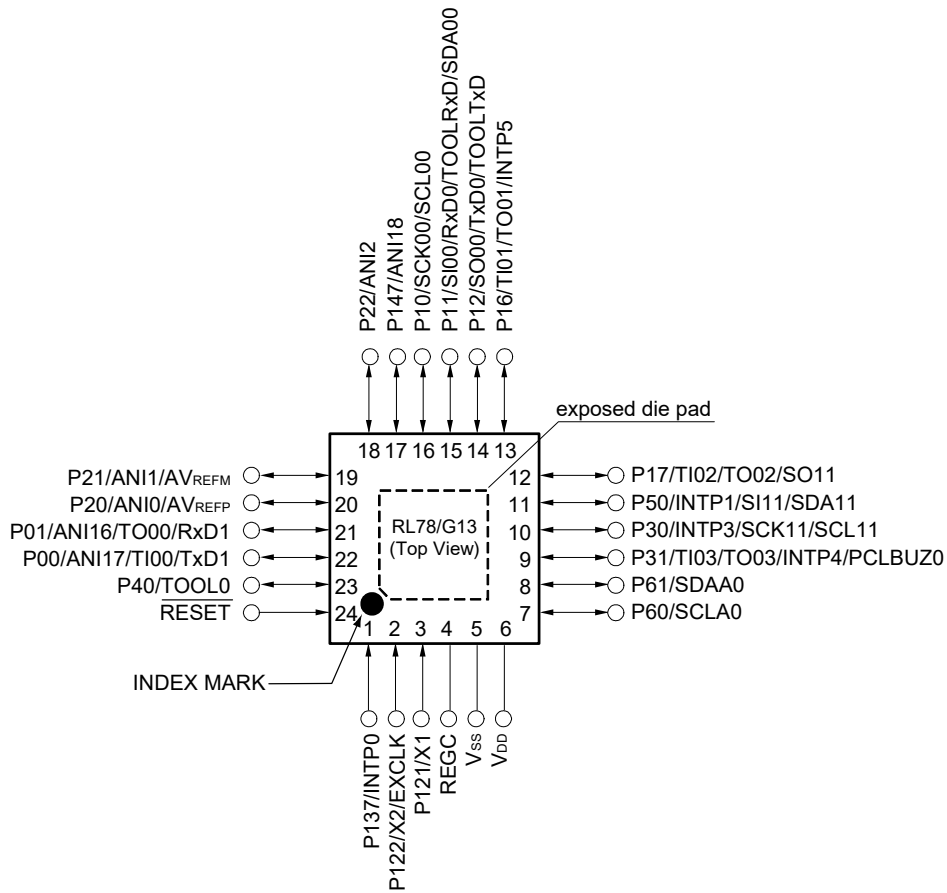 P22/ANI2
P147/ANI18
P10/SCK00/SCL00
P11/SI00/RxD0/TOOLRxD/SDA00
P12/SO00/TxD0/TOOLTxD
P16/TI01/TO01/INTP5
exposed die pad
18 17 16 15 14 13
P21/ANI1/AVREFM 19
P20/ANI0/AVREFP 20
P01/ANI16/TO00/RxD1 21
P00/ANI17/TI00/TxD1 22
P40/TOOL0 23
RESET 24
RL78/G13
(Top View)
12 P17/TI02/TO02/SO11
11 P50/INTP1/SI11/SDA11
10 P30/INTP3/SCK11/SCL11
9 P31/TI03/TO03/INTP4/PCLBUZ0
8 P61/SDAA0
7 P60/SCLA0
1 2 3 4 5 6
INDEX MARK
P137/INTP0
P122/X2/EXCLK
P121/X1
REGC
VSS
VDD